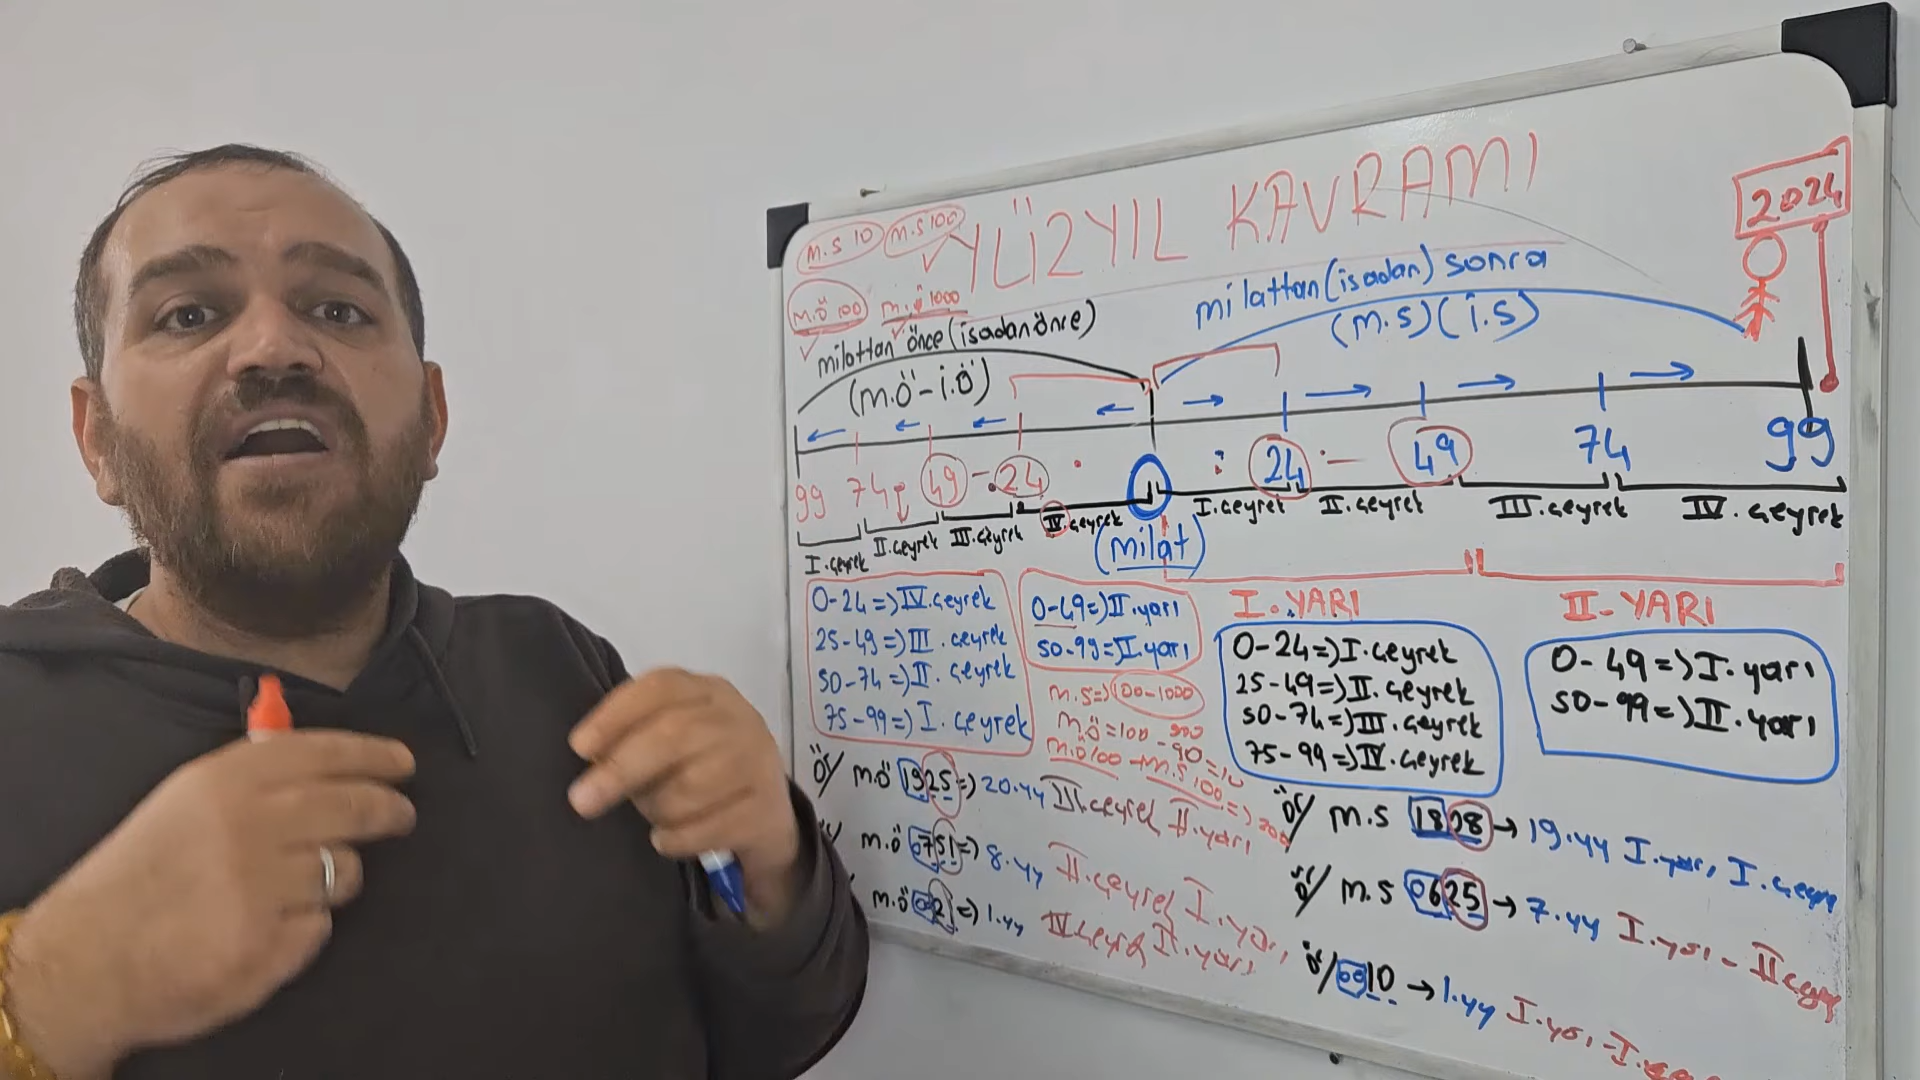 YÜZYIL KAVRAMI
2024
m.s 10 m.s 100
m.ö 100 m.ö 1000
milattan önce (isadan önce)
(m.ö - i.ö)
milattan (isadan) sonra
(m.s) (i.s)
99 74 49 - 24 0 24 - 49 74 99
I. çeyrek II. çeyrek III. çeyrek IV. çeyrek I. çeyrek II. çeyrek III. çeyrek IV. çeyrek
(milat)
I. YARI II-YARI
0-24=) IV. çeyrek
25-49=) III. çeyrek
50-74=) II. çeyrek
75-99=) I. çeyrek
0-49=) II. yarı
50-99=) I. yarı
0-24=) I. çeyrek
25-49=) II. çeyrek
50-74=) III. çeyrek
75-99=) IV. çeyrek
0-49=) I. yarı
50-99=) II. yarı
m.s=) 100-1000
m.ö=100
m.ö 100 - m.s 100 =)
ör/ m.ö 1925 =) 20.yy III. çeyrek II. yarı
m.ö 0751 =) 8.yy II. çeyrek I. yarı
m.ö =) 1.yy IV. çeyrek II. yarı
ör/ m.s 1808 → 19.yy I. yarı, I. çeyrek
ör/ m.s 0625 → 7.yy I. yarı - II çeyrek
ör/ 0010 → 1.yy I. yarı - I.